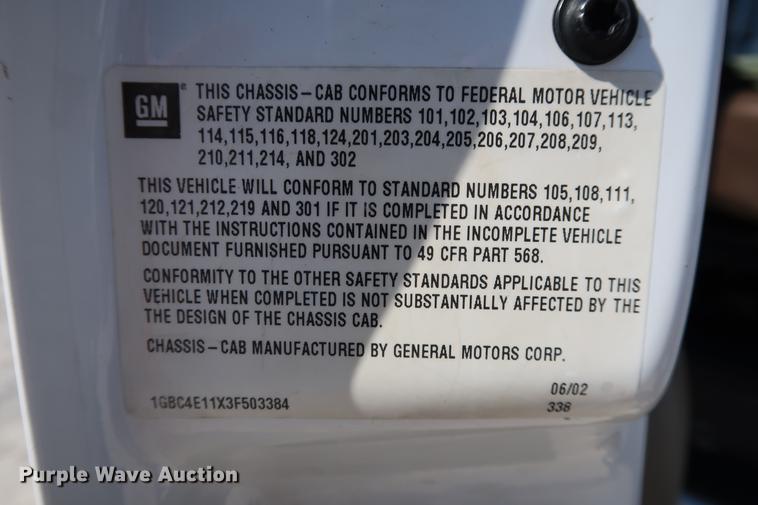 GM® THIS CHASSIS-CAB CONFORMS TO FEDERAL MOTOR VEHICLE
SAFETY STANDARD NUMBERS 101,102,103,104,106,107,113,
114,115,116,118,124,201,203,204,205,206,207,208,209,
210,211,214, AND 302
THIS VEHICLE WILL CONFORM TO STANDARD NUMBERS 105,108,111,
120,121,212,219 AND 301 IF IT IS COMPLETED IN ACCORDANCE
WITH THE INSTRUCTIONS CONTAINED IN THE INCOMPLETE VEHICLE
DOCUMENT FURNISHED PURSUANT TO 49 CFR PART 568.
CONFORMITY TO THE OTHER SAFETY STANDARDS APPLICABLE TO THIS
VEHICLE WHEN COMPLETED IS NOT SUBSTANTIALLY AFFECTED BY THE
THE DESIGN OF THE CHASSIS CAB.
CHASSIS-CAB MANUFACTURED BY GENERAL MOTORS CORP.
06/02
1GBC4E11X3F503384 338
Purple Wave Auction